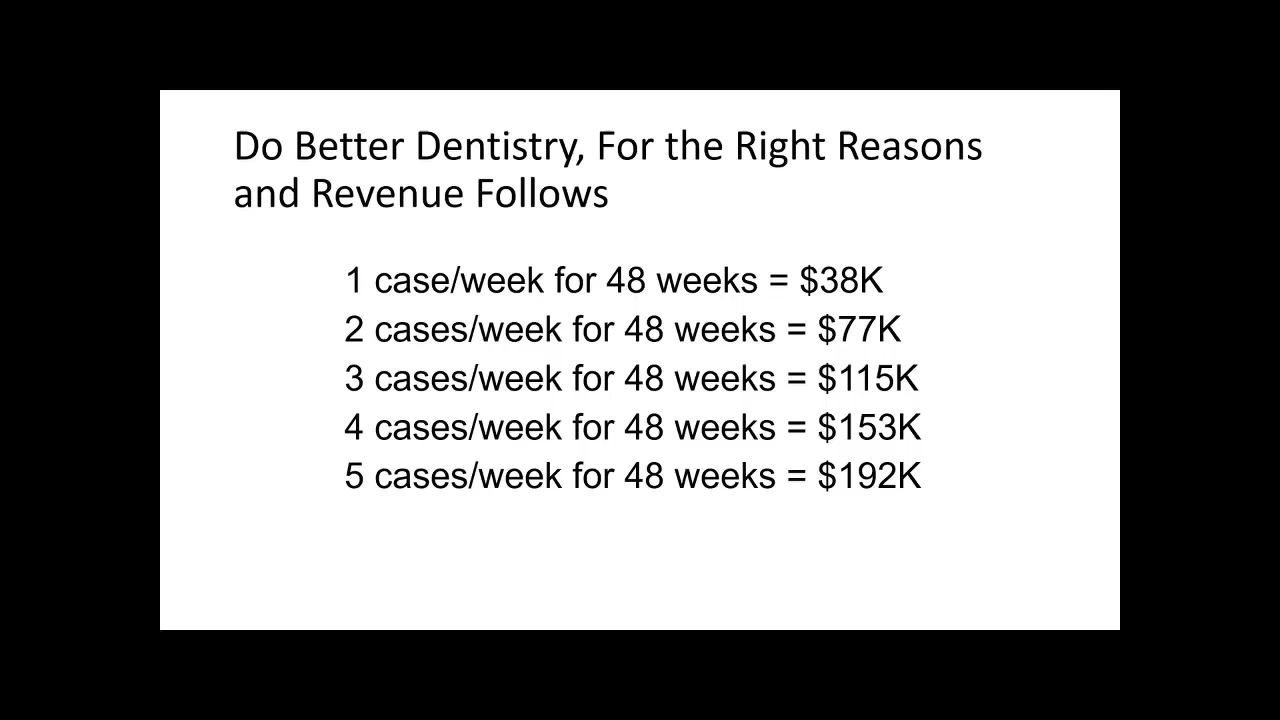 Do Better Dentistry, For the Right Reasons
and Revenue Follows
1 case/week for 48 weeks = $38K
2 cases/week for 48 weeks = $77K
3 cases/week for 48 weeks = $115K
4 cases/week for 48 weeks = $153K
5 cases/week for 48 weeks = $192K